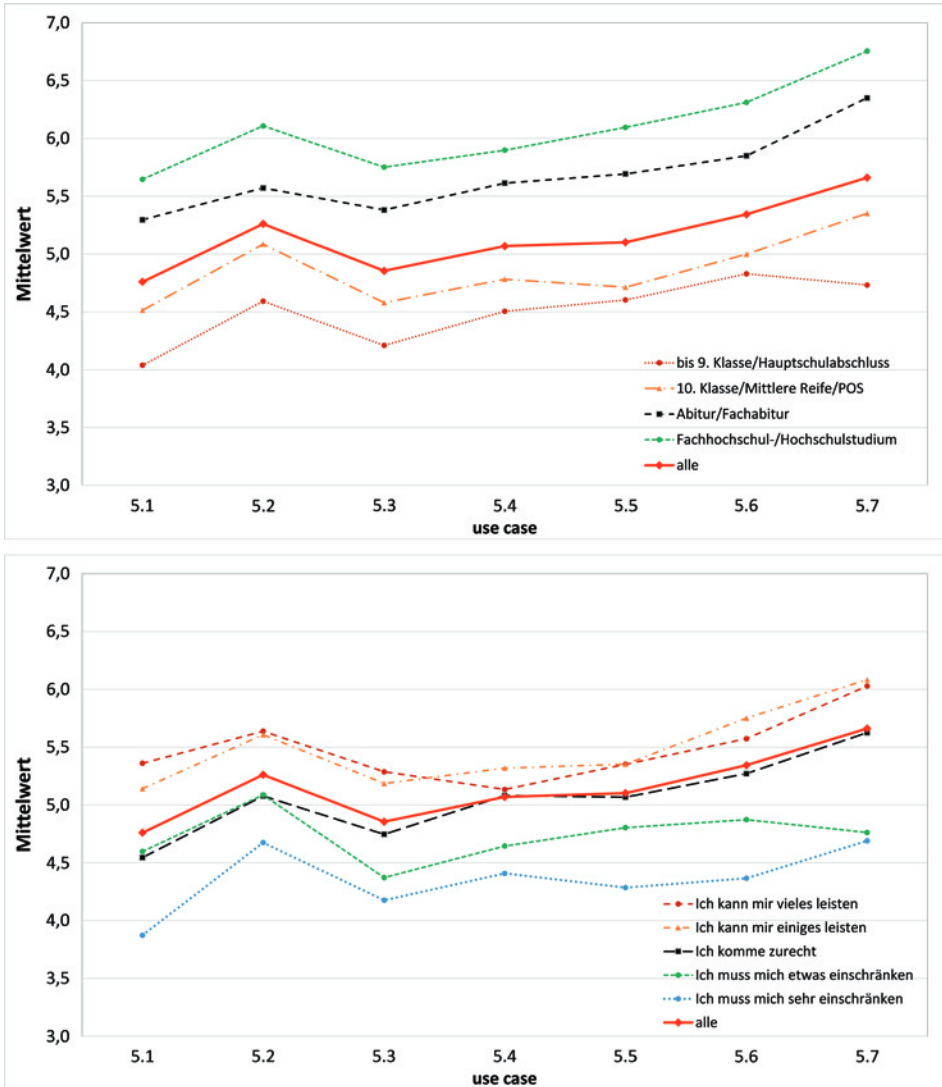 7,0
6,5
6,0
5,5
5,0
4,5
4,0
3,5
3,0
Mittelwert
bis 9. Klasse/Hauptschulabschluss
10. Klasse/Mittlere Reife/POS
Abitur/Fachabitur
Fachhochschul-/Hochschulstudium
alle
5.1 5.2 5.3 5.4 5.5 5.6 5.7
use case
7,0
6,5
6,0
5,5
5,0
4,5
4,0
3,5
3,0
Mittelwert
Ich kann mir vieles leisten
Ich kann mir einiges leisten
Ich komme zurecht
Ich muss mich etwas einschränken
Ich muss mich sehr einschränken
alle
5.1 5.2 5.3 5.4 5.5 5.6 5.7
use case